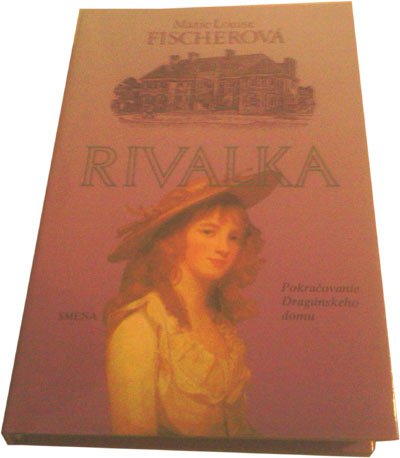 Marie Louise
FISCHEROVÁ
RIVALKA
Pokračovanie
Dragúnskeho
domu
SMENA